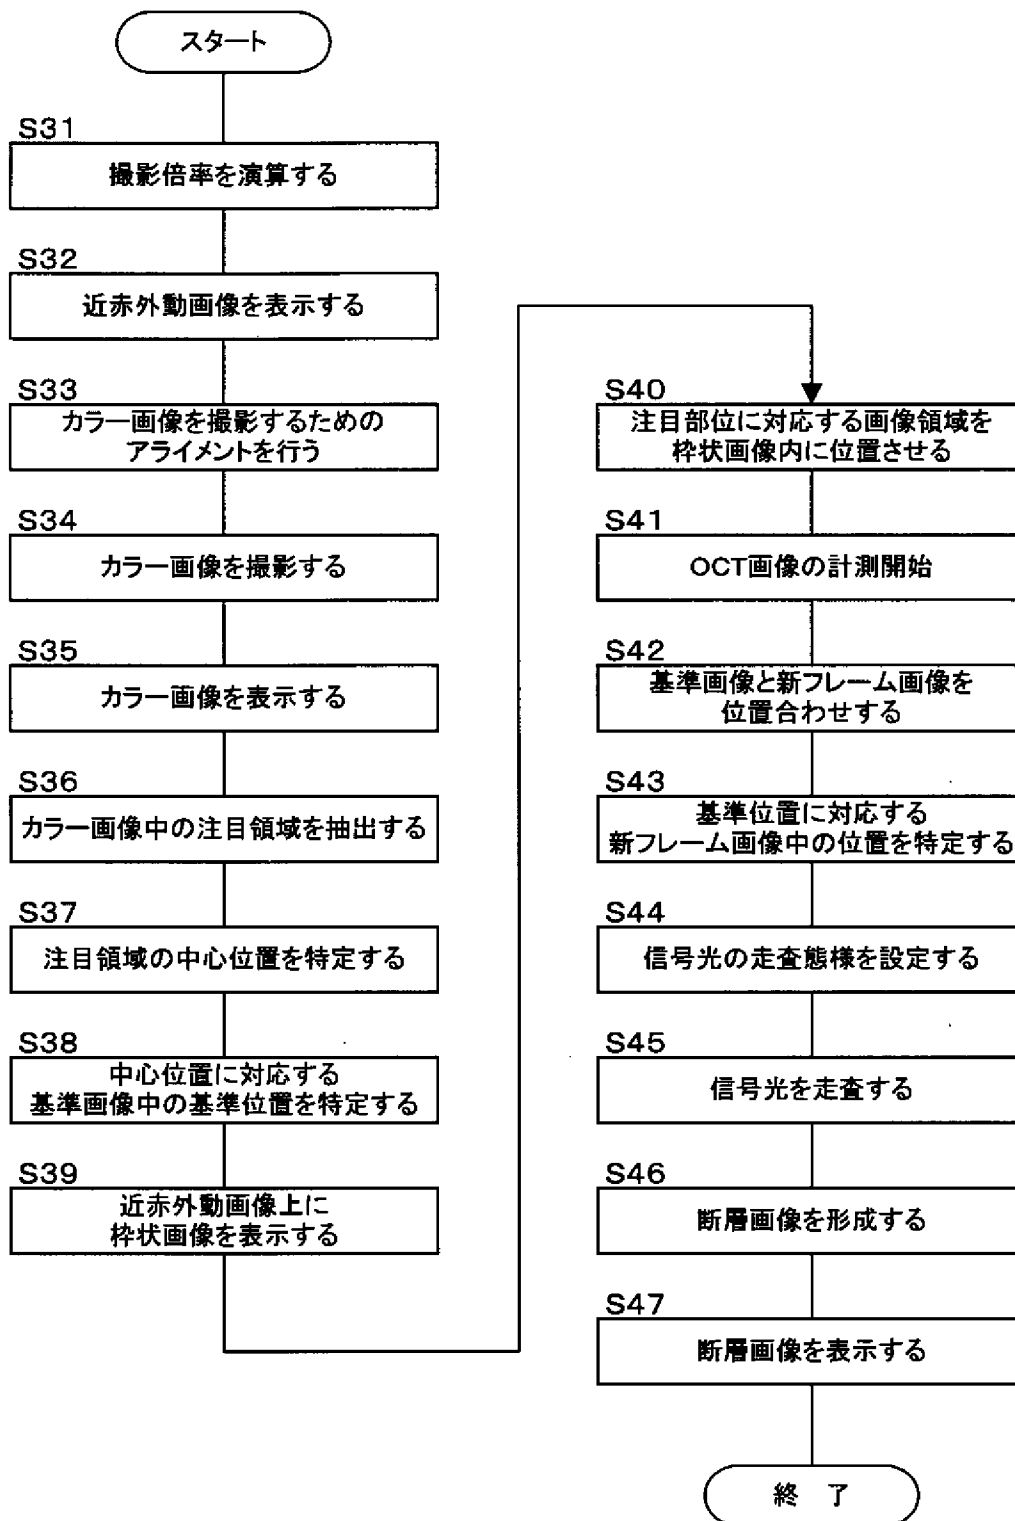 スタート
S31
撮影倍率を演算する
S32
近赤外動画像を表示する
S33
カラー画像を撮影するための
アライメントを行う
S34
カラー画像を撮影する
S35
カラー画像を表示する
S36
カラー画像中の注目領域を抽出する
S37
注目領域の中心位置を特定する
S38
中心位置に対応する
基準画像中の基準位置を特定する
S39
近赤外動画像上に
枠状画像を表示する
S40
注目部位に対応する画像領域を
枠状画像内に位置させる
S41
OCT画像の計測開始
S42
基準画像と新フレーム画像を
位置合わせする
S43
基準位置に対応する
新フレーム画像中の位置を特定する
S44
信号光の走査態様を設定する
S45
信号光を走査する
S46
断層画像を形成する
S47
断層画像を表示する
終 了